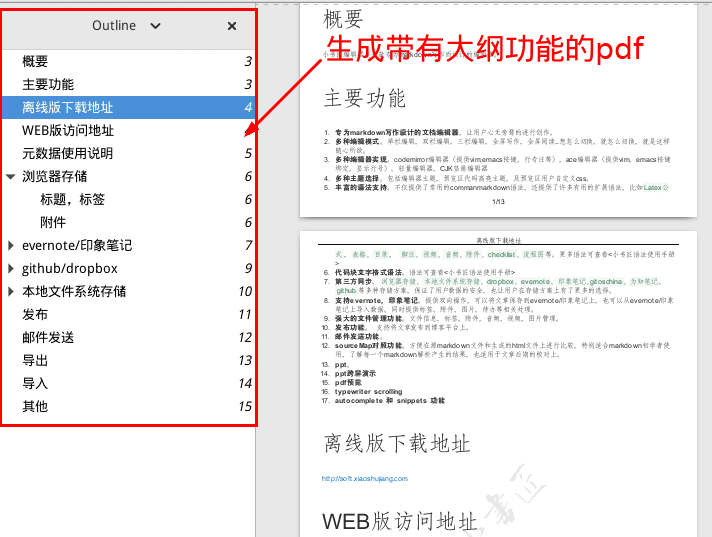 Outline
概要 3
主要功能 3
离线版下载地址 4
WEB版访问地址
元数据使用说明 5
浏览器存储 6
标题，标签 6
附件 6
evernote/印象笔记 7
github/dropbox 9
本地文件系统存储 10
发布 11
邮件发送 12
导出 13
导入 14
其他 15
生成带有大纲功能的pdf
概要
主要功能
1. 专为markdown写作设计的文档编辑器，让用户心无旁骛的进行创作。
2. 多种编辑模式，单栏编辑，双栏编辑，三栏编辑，全屏写作，全屏阅读...想怎么切换，就怎么切换，就是这样
随心所欲。
3. 多种编辑器实现，codemirror编辑器（提供vim,emacs按键，行专注等），ace编辑器（提供vim，emacs按键
绑定，显示行号），轻量编辑器，CJK竖排编辑器
4. 多种主题选择，包括编辑器主题，预览区代码高亮主题，及预览区用户自定义css。
5. 丰富的语法支持，不仅提供了常用的commanmark语法，还提供了许多有用的扩展语法，比如Latex公
1/13
离线版下载地址
式，表格，目录， 脚注，视频，音频，附件，checklist，流程图等。更多语法可查看<小书匠语法使用手册
>
6. 代码块文字格式语法，语法可查看<小书匠语法使用手册>
7. 第三方同步， 浏览器存储，本地文件系统存储，dropbox，evernote，印象笔记,gitoschina，为知笔记，
github 等多种存储方案，保证了用户数据的安全，也让用户在存储方案上有了更多的选择。
8. 支持evernote，印象笔记，提供双向操作，可以将文章保存到evernote/印象笔记上，也可以从evernote/印象
笔记上导入数据，同时提供标签，附件，图片，待办等相关处理。
9. 强大的文件管理功能，文件信息，标签，附件，音频，视频，图片管理。
10. 发布功能， 支持将文章发布到博客平台上。
11. 邮件发送功能。
12. sourceMap对照功能，方便在源markdown文件和生成的html文件上进行比较，特别适合markdown初学者使
用，了解每一个markdown解析产生的结果，也适用于文章后期的校对上。
13. ppt，
14. ppt跨屏演示
15. pdf预览
16. typewriter scrolling
17. autocomplete 和 snippets 功能
离线版下载地址
http://soft.xiaoshujiang.com
WEB版访问地址